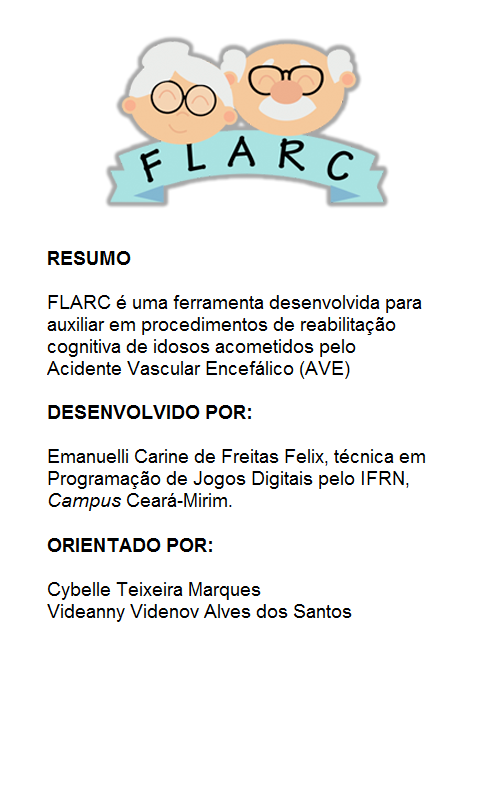 FLARC
RESUMO
FLARC é uma ferramenta desenvolvida para
auxiliar em procedimentos de reabilitação
cognitiva de idosos acometidos pelo
Acidente Vascular Encefálico (AVE)
DESENVOLVIDO POR:
Emanuelli Carine de Freitas Felix, técnica em
Programação de Jogos Digitais pelo IFRN,
Campus Ceará-Mirim.
ORIENTADO POR:
Cybelle Teixeira Marques
Videanny Videnov Alves dos Santos